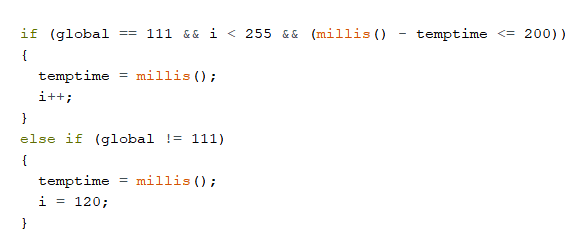 if (global == 111 && i < 255 && (millis() - temptime <= 200))
{
  temptime = millis();
  i++;
}
else if (global != 111)
{
  temptime = millis();
  i = 120;
}